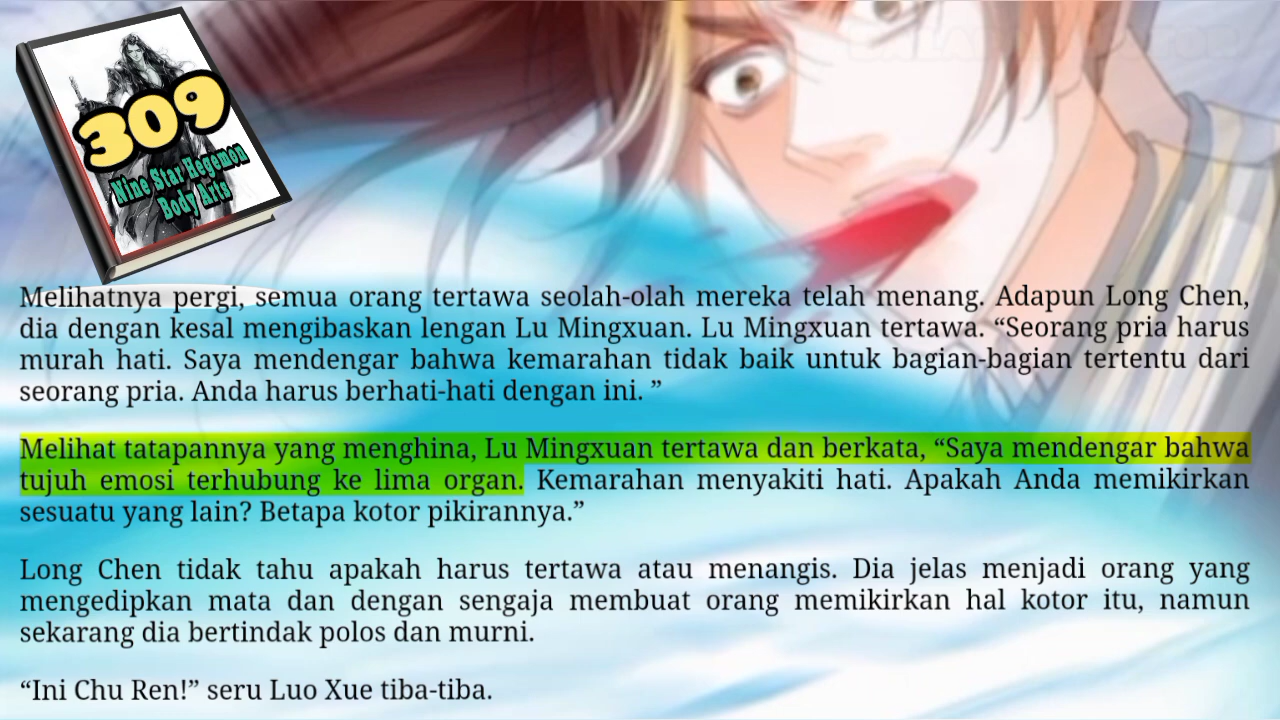 309
Nine Star Hegemon
Body Arts
Melihatnya pergi, semua orang tertawa seolah-olah mereka telah menang. Adapun Long Chen,
dia dengan kesal mengibaskan lengan Lu Mingxuan. Lu Mingxuan tertawa. “Seorang pria harus
murah hati. Saya mendengar bahwa kemarahan tidak baik untuk bagian-bagian tertentu dari
seorang pria. Anda harus berhati-hati dengan ini. ”
Melihat tatapannya yang menghina, Lu Mingxuan tertawa dan berkata, “Saya mendengar bahwa
tujuh emosi terhubung ke lima organ. Kemarahan menyakiti hati. Apakah Anda memikirkan
sesuatu yang lain? Betapa kotor pikirannya.”
Long Chen tidak tahu apakah harus tertawa atau menangis. Dia jelas menjadi orang yang
mengedipkan mata dan dengan sengaja membuat orang memikirkan hal kotor itu, namun
sekarang dia bertindak polos dan murni.
“Ini Chu Ren!” seru Luo Xue tiba-tiba.